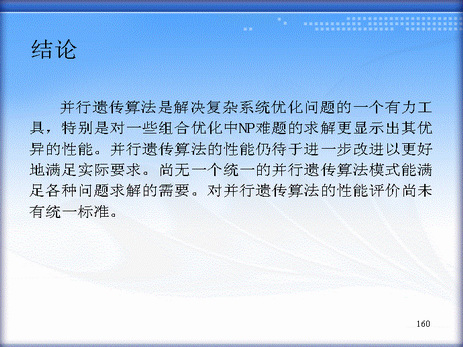 结论
并行遗传算法是解决复杂系统优化问题的一个有力工
具，特别是对一些组合优化中NP难题的求解更显示出其优
异的性能。并行遗传算法的性能仍待于进一步改进以更好
地满足实际要求。尚无一个统一的并行遗传算法模式能满
足各种问题求解的需要。对并行遗传算法的性能评价尚未
有统一标准。
160